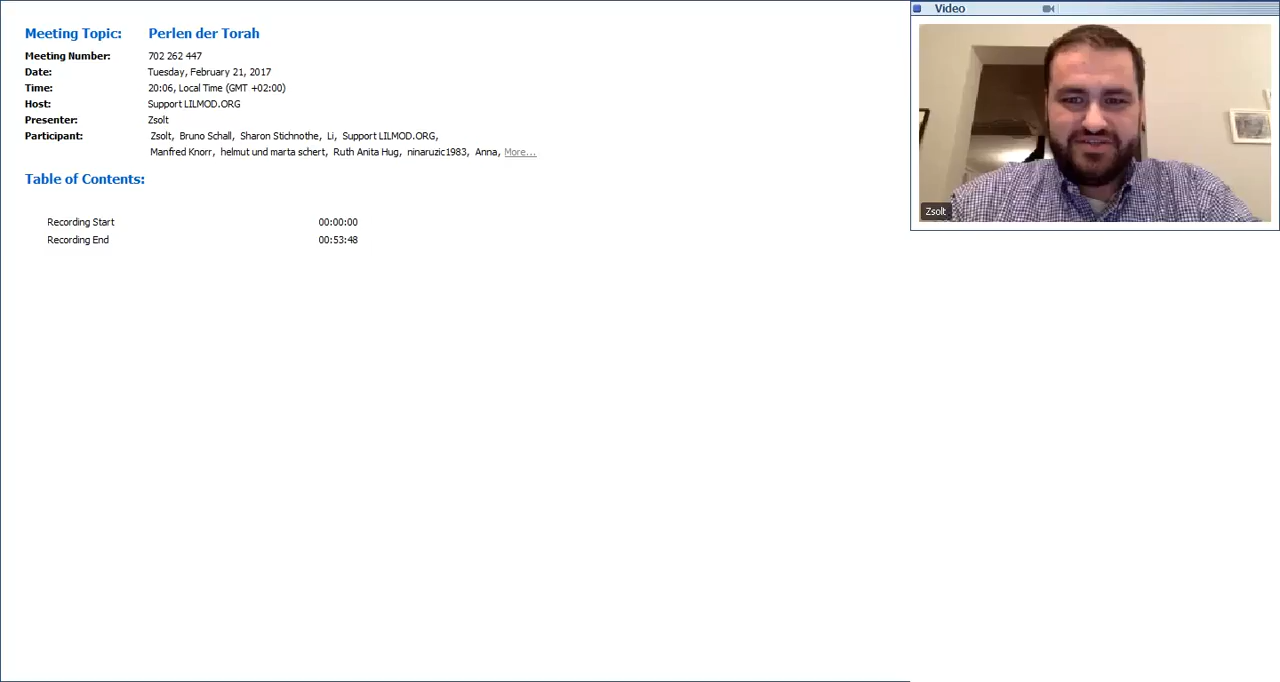 Meeting Topic: Perlen der Torah
Meeting Number: 702 262 447
Date: Tuesday, February 21, 2017
Time: 20:06, Local Time (GMT +02:00)
Host: Support LILMOD.ORG
Presenter: Zsolt
Participant: Zsolt, Bruno Schall, Sharon Stichnothe, Li, Support LILMOD.ORG,
Manfred Knorr, helmut und marta schert, Ruth Anita Hug, ninaruzic1983, Anna, More...
Table of Contents:
Recording Start 00:00:00
Recording End 00:53:48
Video
Zsolt